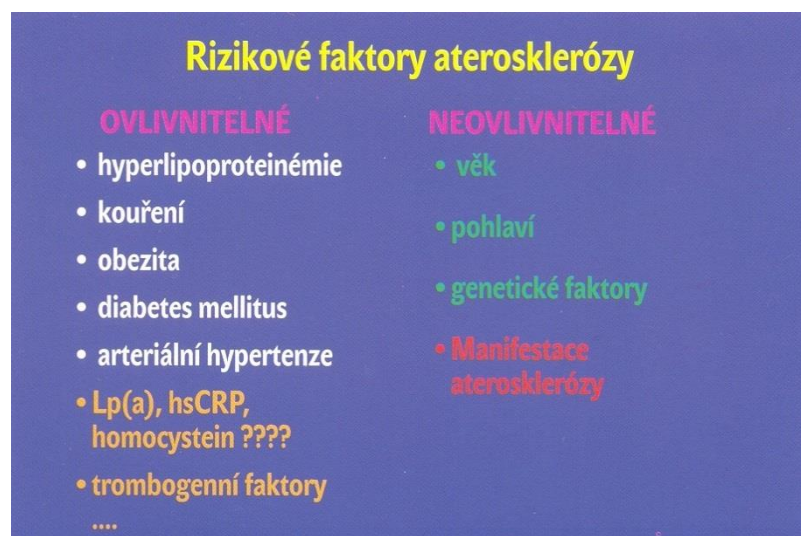 Rizikové faktory aterosklerózy
OVLIVNITELNÉ
• hyperlipoproteinémie
• kouření
• obezita
• diabetes mellitus
• arteriální hypertenze
• Lp(a), hsCRP,
homocystein ????
• trombogenní faktory
....
NEOVLIVNITELNÉ
• věk
• pohlaví
• genetické faktory
• Manifestace
aterosklerózy